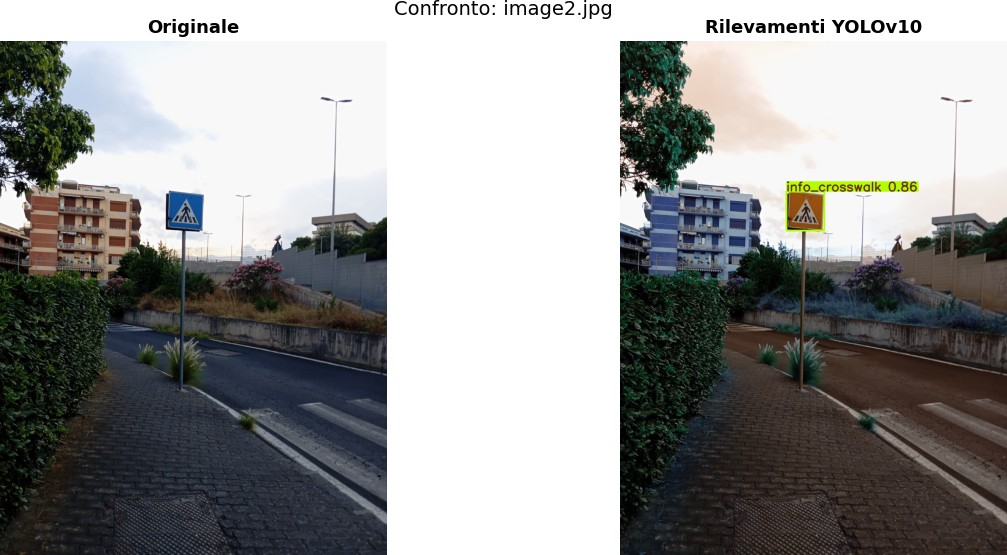 Confronto: image2.jpg
Originale
Rilevamenti YOLOv10
info_crosswalk 0.86